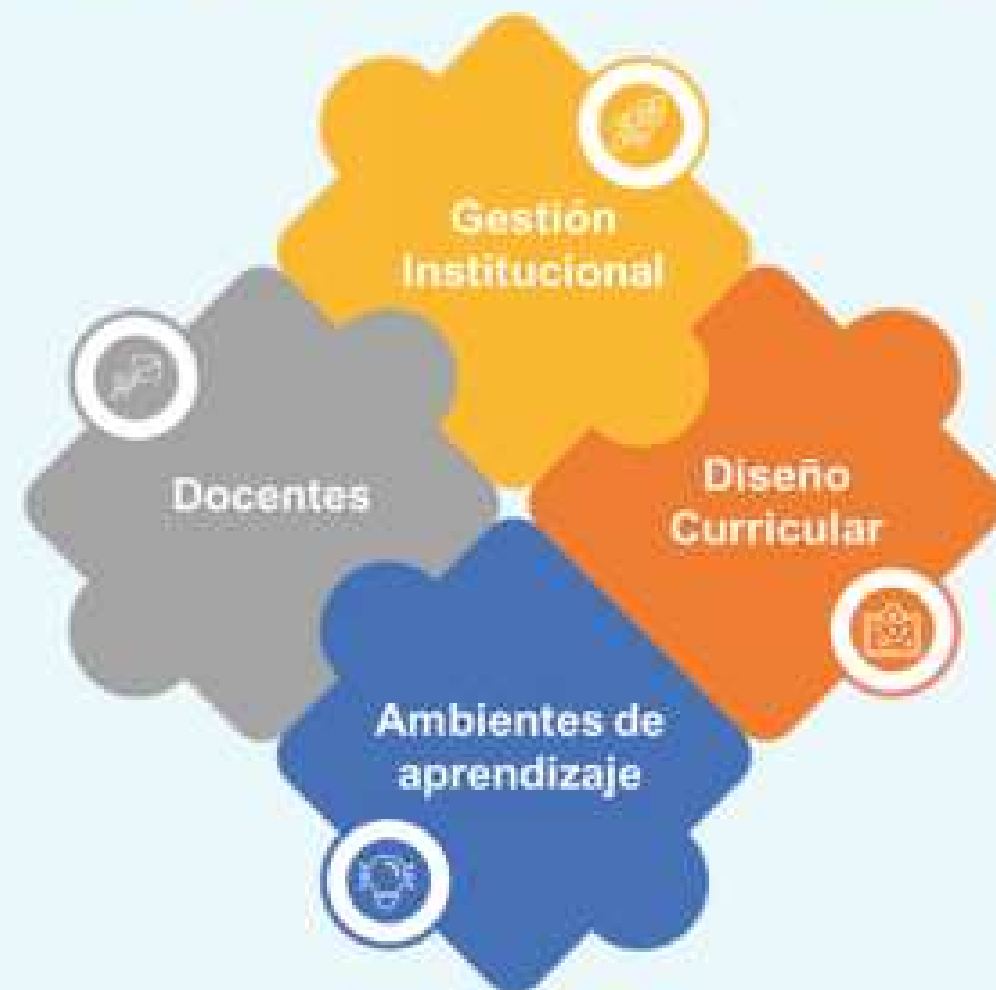 Gestión
Institucional
Docentes
Diseño
Curricular
Ambientes de
aprendizaje